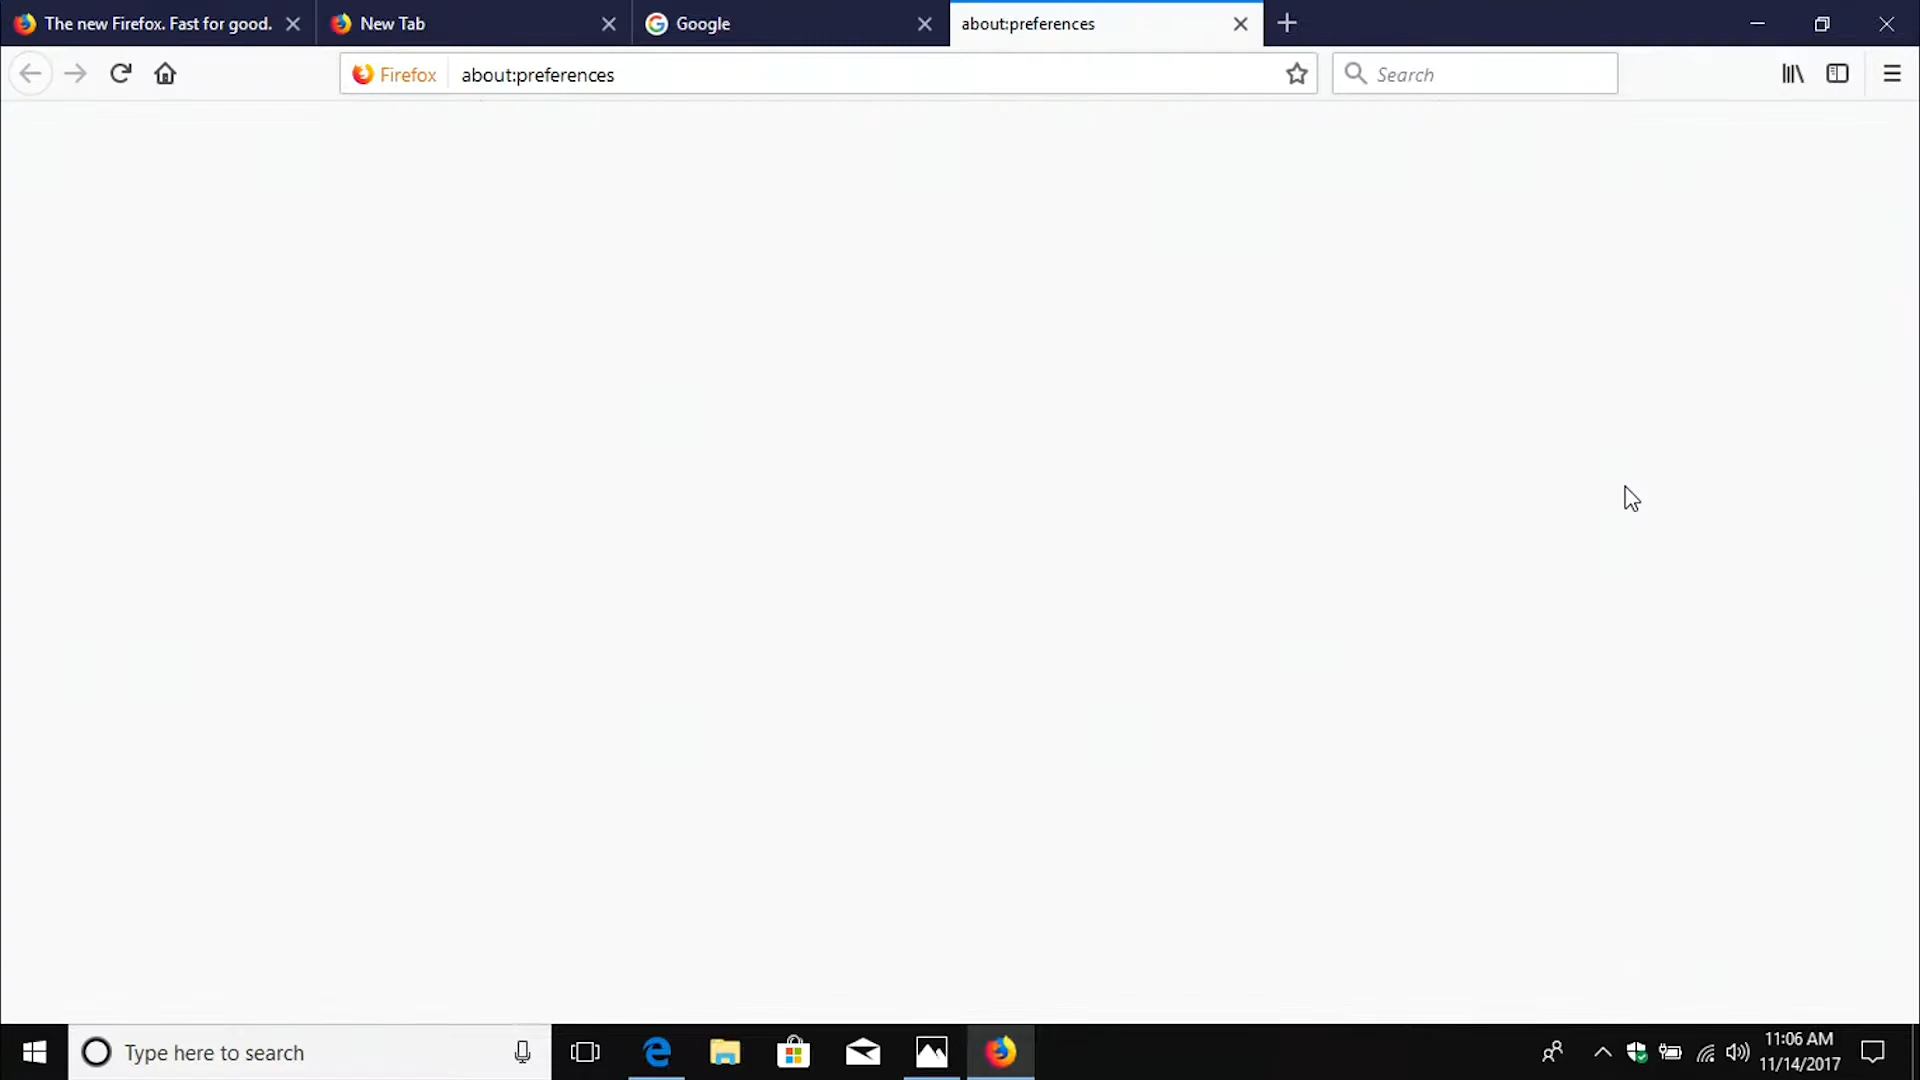 The new Firefox. Fast for good.
New Tab
Google
about:preferences
Firefox
about:preferences
Search
Type here to search
11:06 AM
11/14/2017